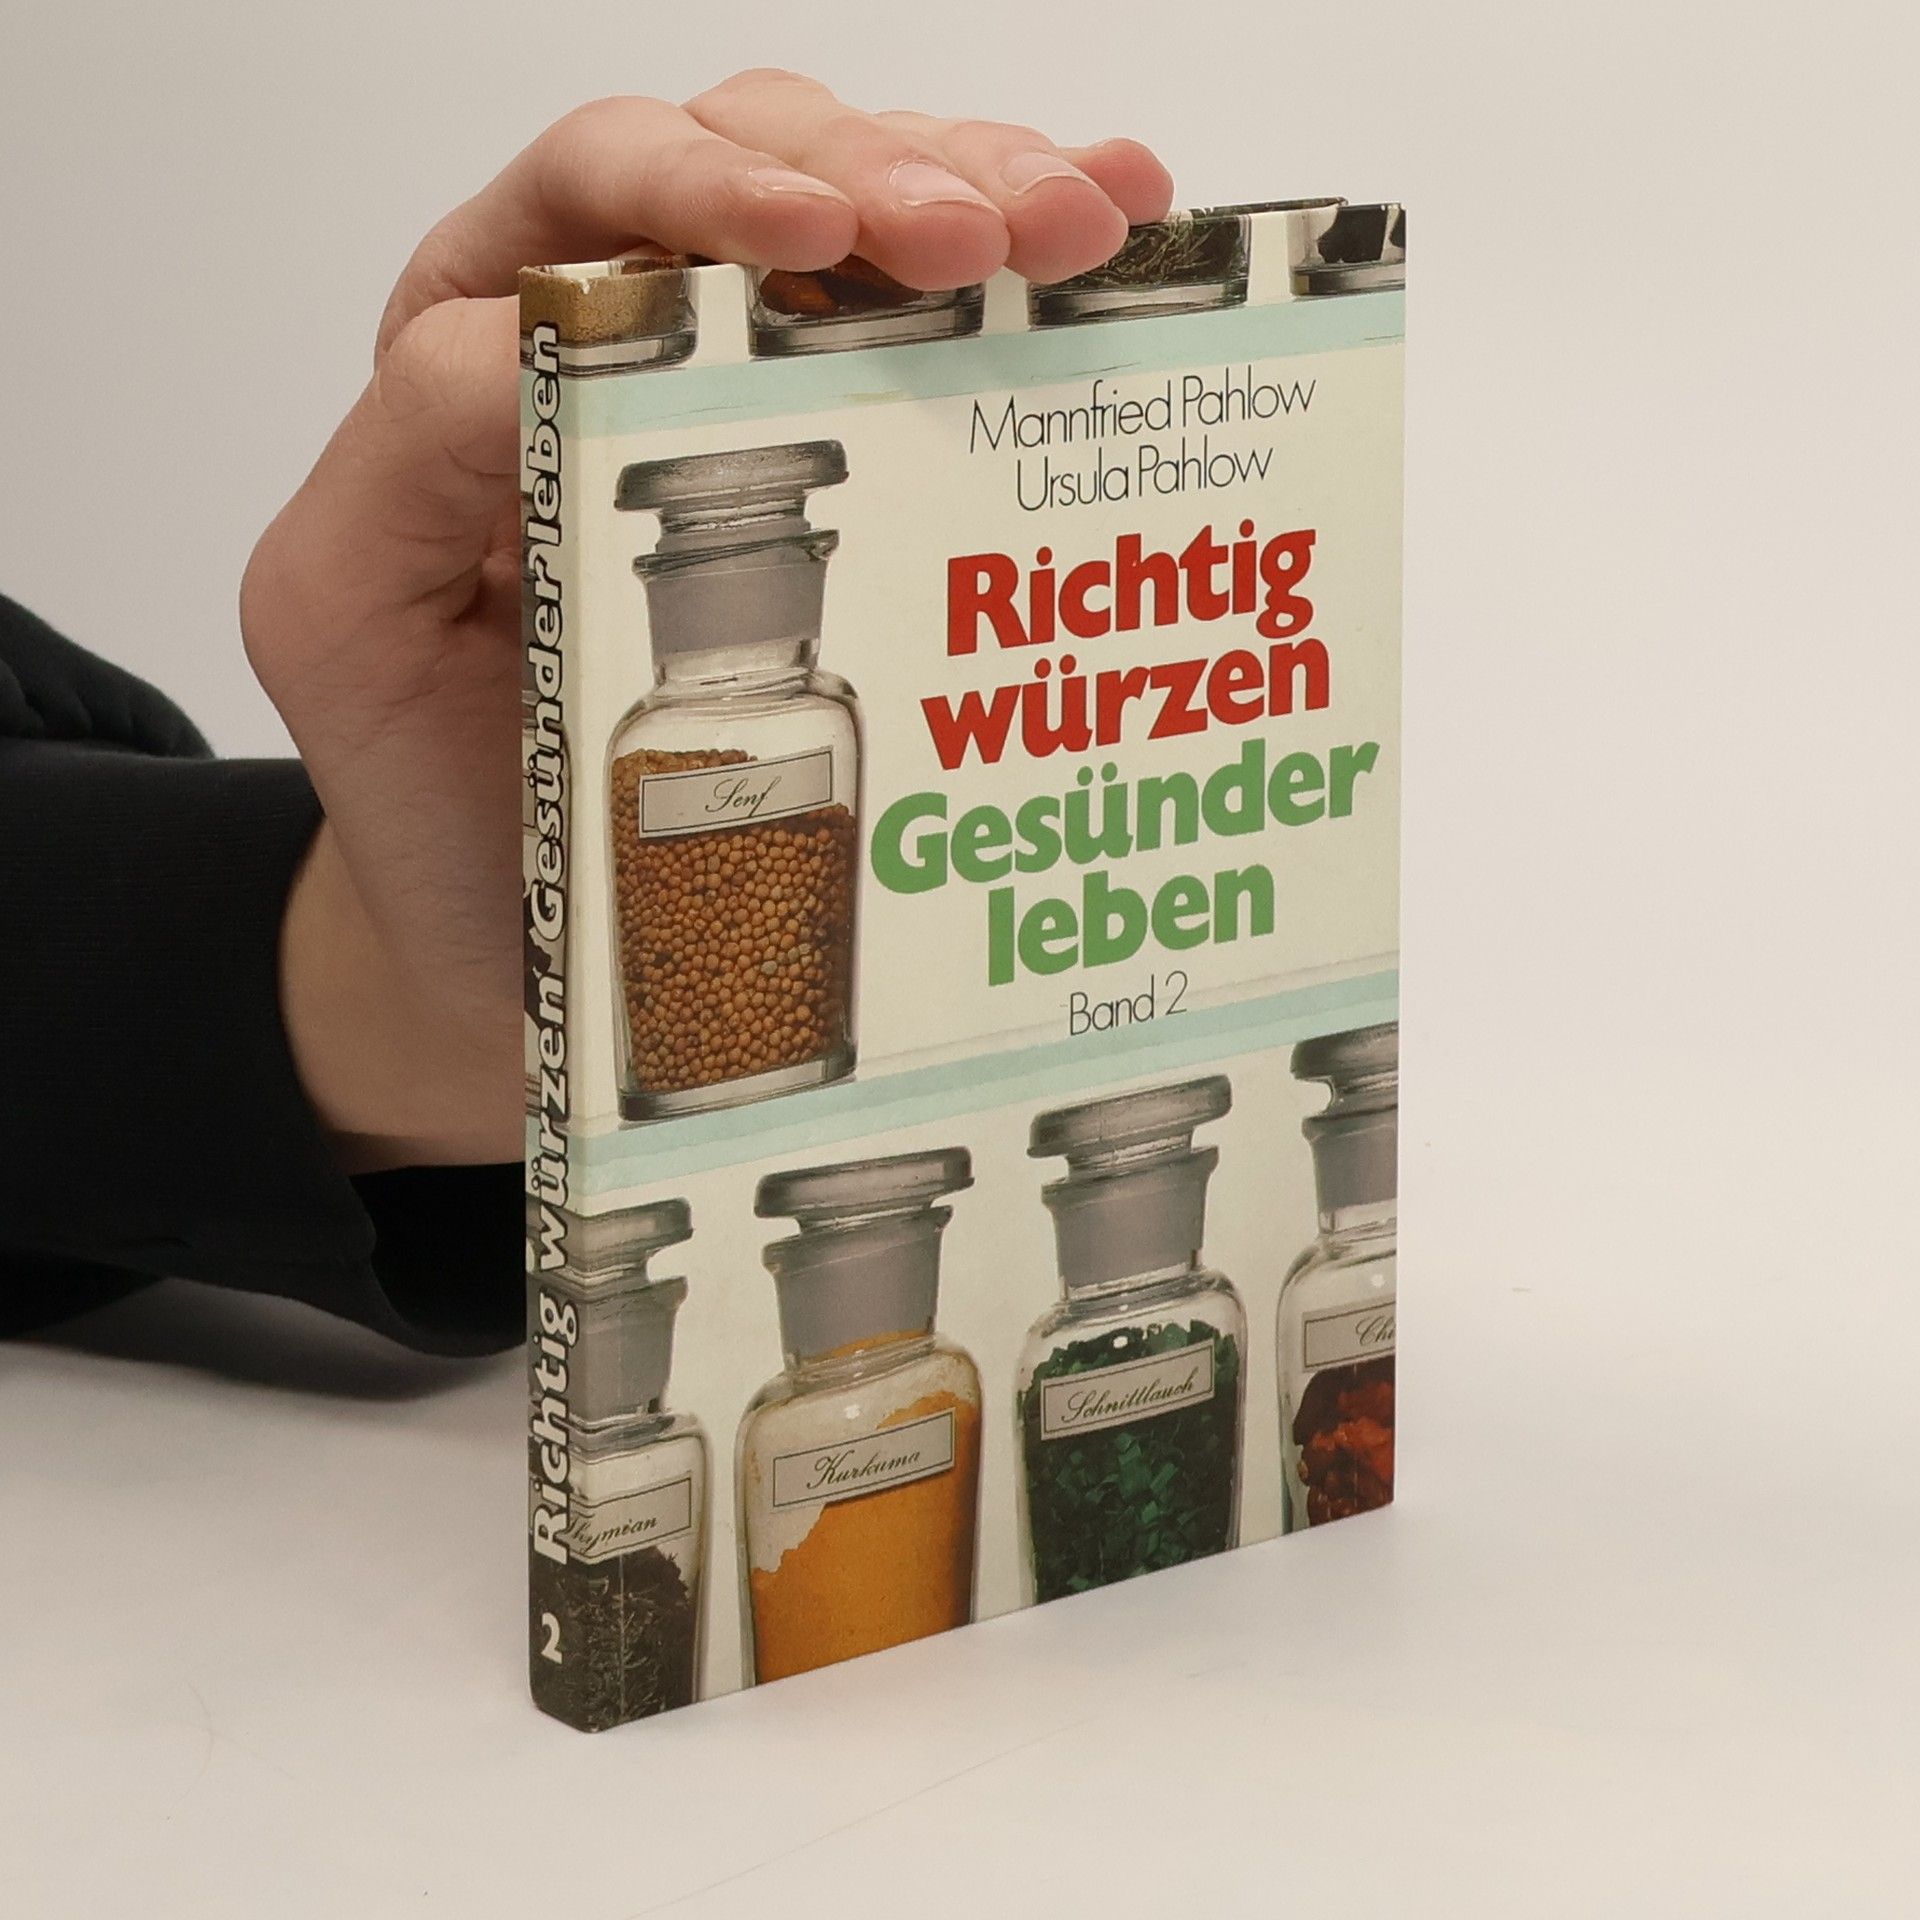 Mannfried Pahlow
Ursula Pahlow
Richtig
würzen
Gesünder
leben
Band 2
Senf
Thymian
Kurkuma
Schnittlauch
Richtig würzen Gesünder leben
2